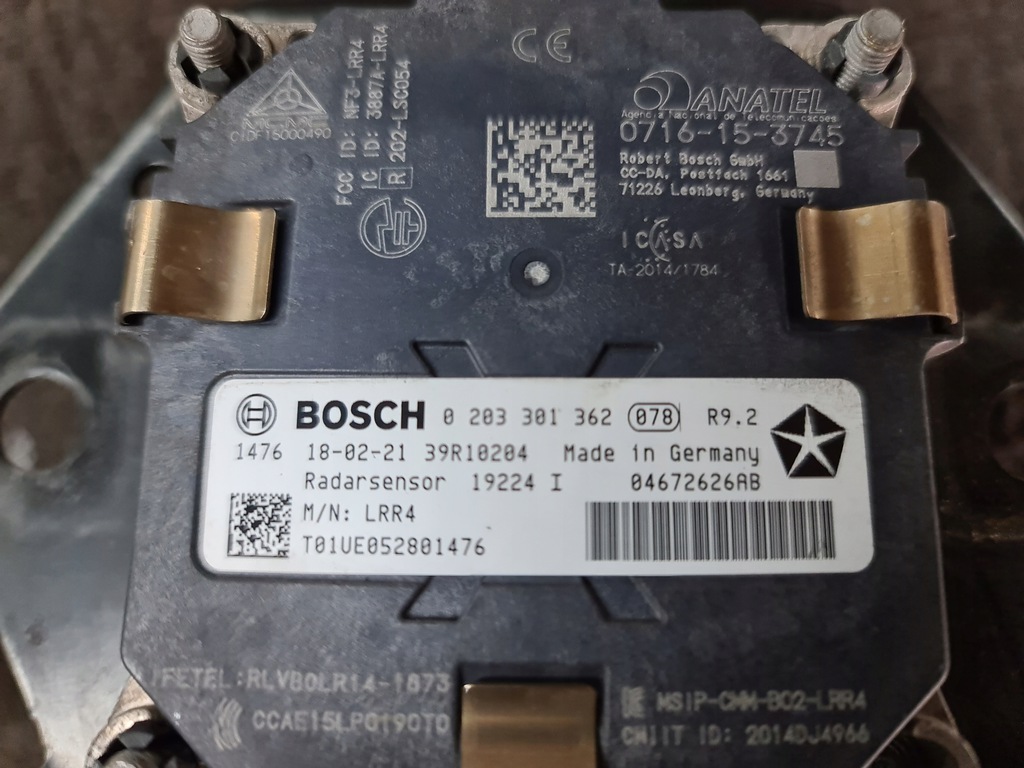 CE
NCC
CIDF15000490
FCC ID: NF3-LRR4
IC ID: 3887A-LRR4
R 202-LSC054
ANATEL
Agência Nacional de Telecomunicações
0716-15-3745
Robert Bosch GmbH
CC-DA, Postfach 1661
71226 Leonberg, Germany
ICASA
TA-2014/1784
BOSCH 0 203 301 362 078 R9.2
1476 18-02-21 39R10204 Made in Germany
Radarsensor 19224 I 04672626AB
M/N: LRR4
T01UE052801476
IFETEL:RLVBOLR14-1873
CCAE15LP0190T0
MSIP-CMM-BO2-LRR4
CMIIT ID: 2014DJ4966